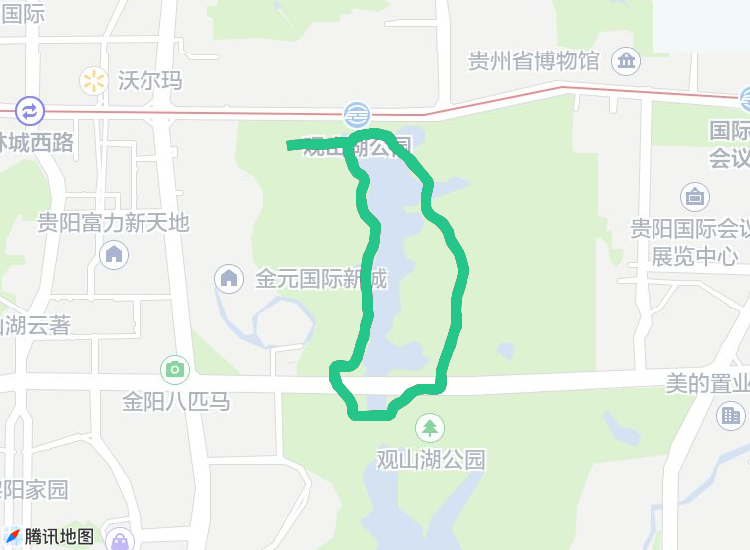 国际
贵州省博物馆
沃尔玛
林城西路
观山湖公园
国际
会议
贵阳富力新天地
贵阳国际会议
展览中心
金元国际新城
山湖云著
美的置业
金阳八匹马
观山湖公园
阳家园
腾讯地图